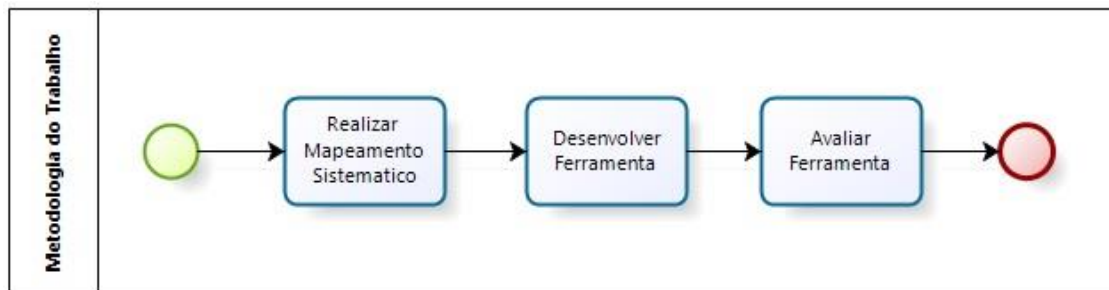 Metodologia do Trabalho
Realizar
Mapeamento
Sistematico
Desenvolver
Ferramenta
Avaliar
Ferramenta